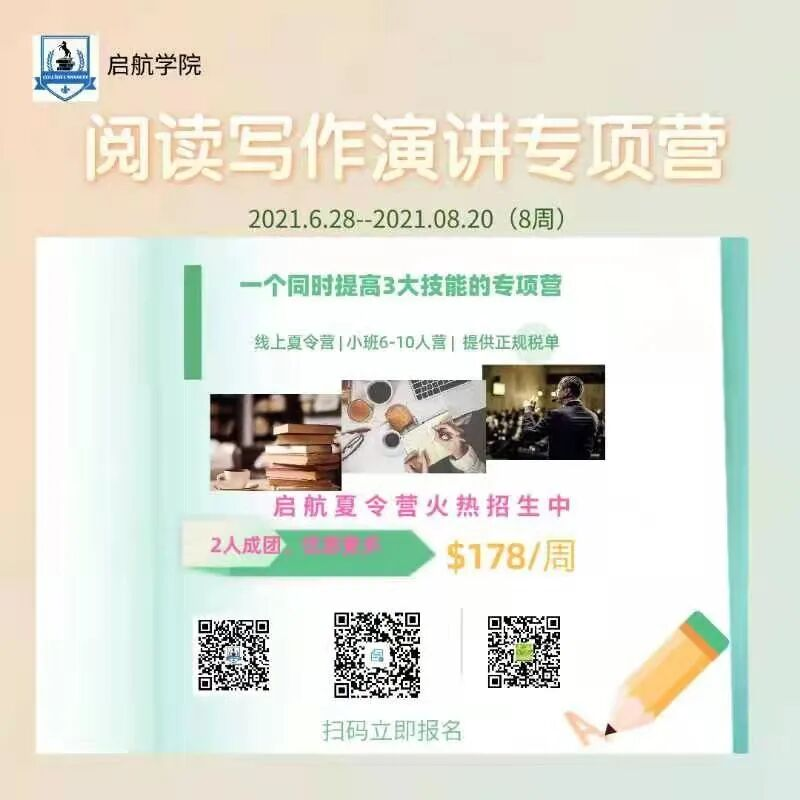 启航学院
阅读写作演讲专项营
2021.6.28--2021.08.20（8周）
一个同时提高3大技能的专项营
线上夏令营 | 小班6-10人营 | 提供正规税单
启航夏令营火热招生中
2人成团，优惠更多
$178/周
扫码立即报名